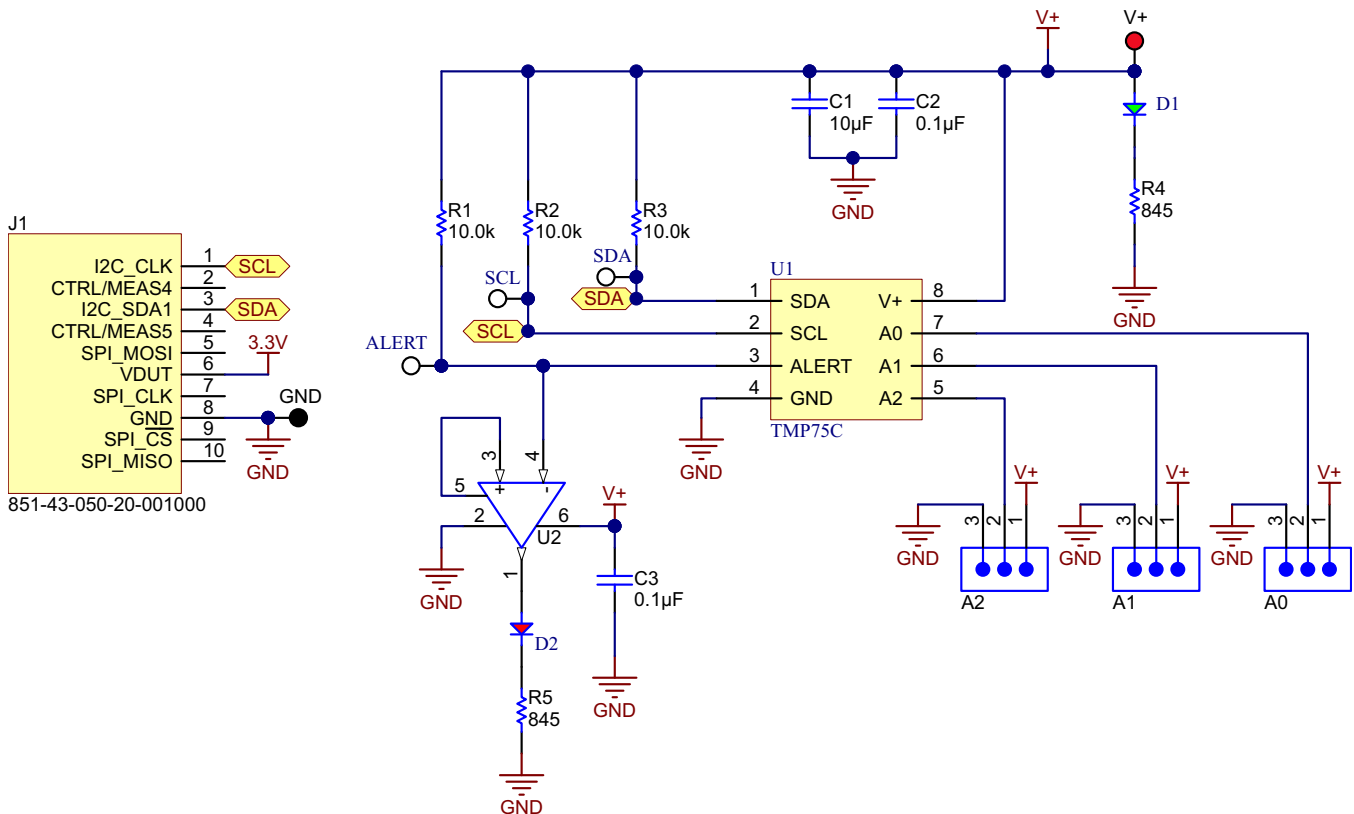 V+
V+
C1
10µF
C2
0.1µF
D1
R4
845
GND
GND
R1
10.0k
R2
10.0k
R3
10.0k
J1
I2C_CLK 1 SCL
CTRL/MEAS4 2
I2C_SDA1 3 SDA
CTRL/MEAS5 4
SPI_MOSI 5
VDUT 6 3.3V
SPI_CLK 7
GND 8 GND
SPI_CS 9
SPI_MISO 10
GND
851-43-050-20-001000
SDA
SDA
SCL
SCL
ALERT
U1
1 SDA V+ 8
2 SCL A0 7
3 ALERT A1 6
4 GND A2 5
TMP75C
GND
3
4
+
-
5
2
6
U2
1
V+
GND
C3
0.1µF
GND
D2
R5
845
GND
V+
3
2
1
GND
A2
V+
3
2
1
GND
A1
V+
3
2
1
GND
A0